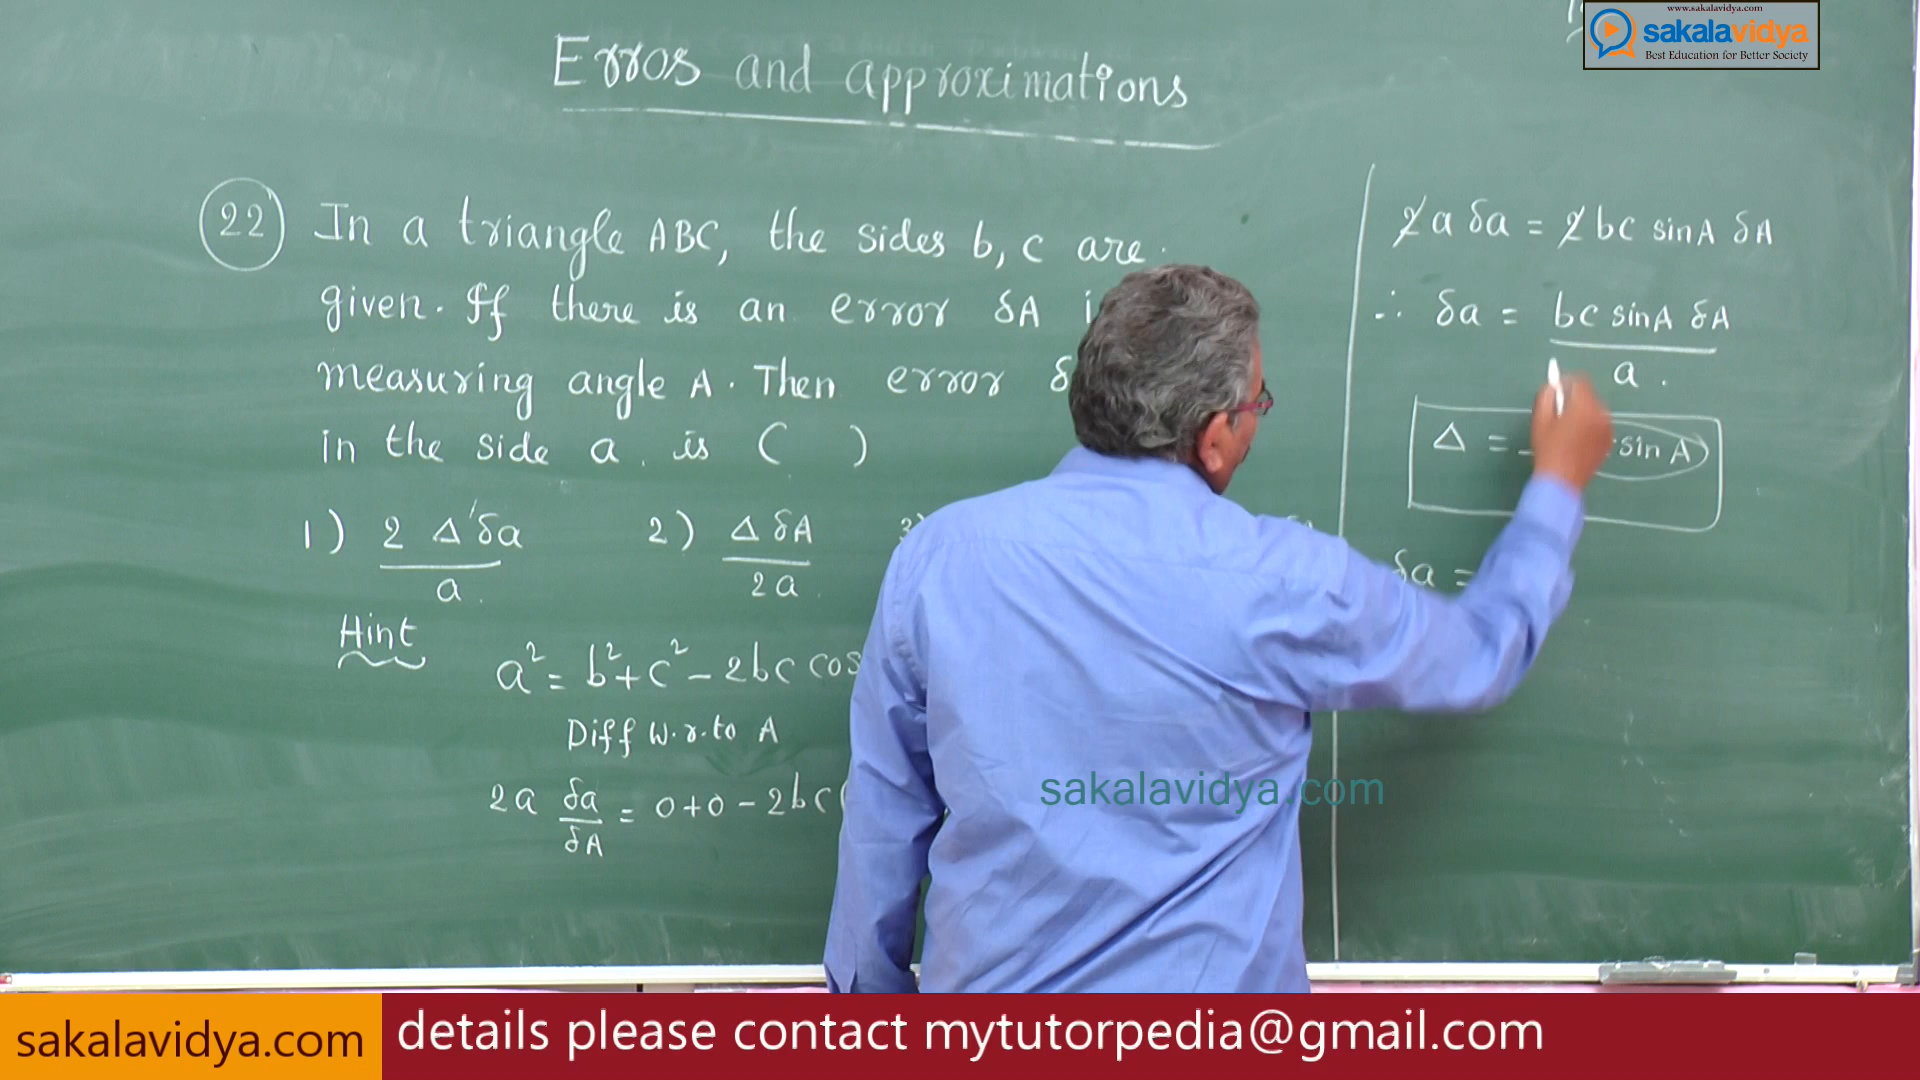 www.sakalavidya.com
sakalavidya
Best Education for Better Society
Erros and approximations
22 In a triangle ABC, the sides b, c are
given. If there is an error δA
measuring angle A. Then error δ
in the side a is ( )
1) 2 Δ δa / a 2) Δ δA / 2a 3)
Hint
a² = b² + c² - 2bc cos
Diff w.r.to A
2a δa/δA = 0+0 - 2bc (
2a δa = 2bc sinA δA
∴ δa = bc sinA δA / a
Δ = sin A
δa =
sakalavidya.com
sakalavidya.com
details please contact mytutorpedia@gmail.com